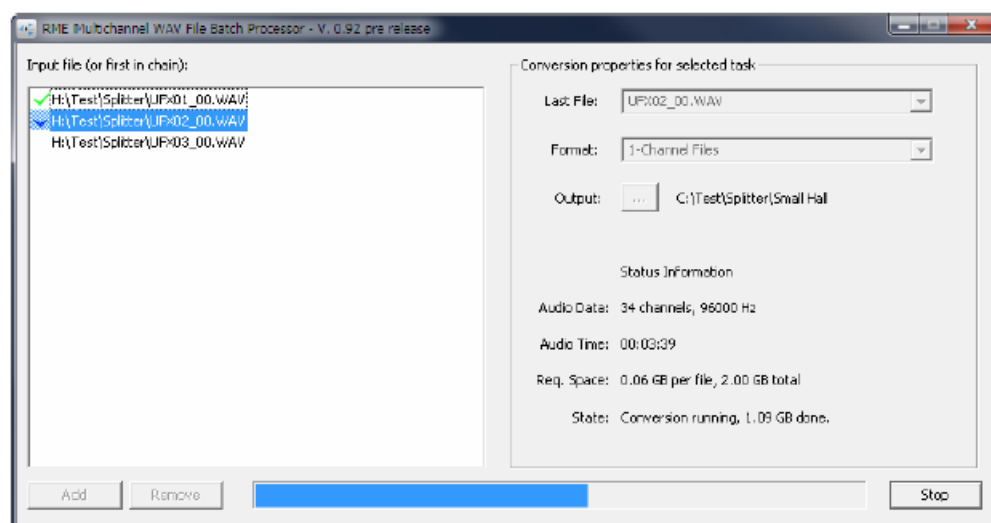 RME Multichannel WAV File Batch Processor - V. 0.92 pre release
Input file (or first in chain):
H:\Test\Splitter\UFX01_00.WAV
H:\Test\Splitter\UFX02_00.WAV
H:\Test\Splitter\UFX03_00.WAV
Conversion properties for selected task
Last File: UFX02_00.WAV
Format: 1-Channel Files
Output: ... C:\Test\Splitter\Small Hall
Status Information
Audio Data: 34 channels, 96000 Hz
Audio Time: 00:03:39
Req. Space: 0.06 GB per file, 2.00 GB total
State: Conversion running, 1.09 GB done.
Add Remove Stop